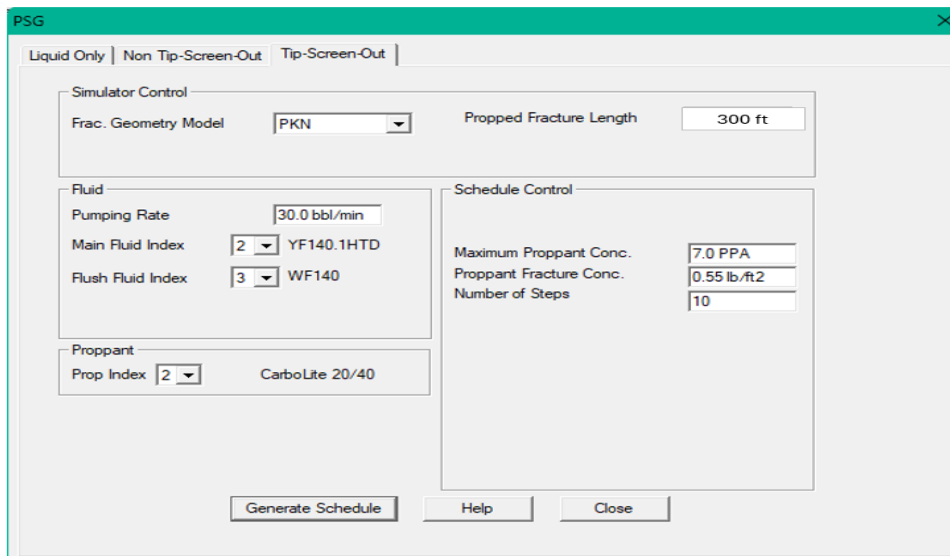 PSG
Liquid Only Non Tip-Screen-Out Tip-Screen-Out
Simulator Control
Frac. Geometry Model PKN Propped Fracture Length 300 ft
Fluid
Pumping Rate 30.0 bbl/min
Main Fluid Index 2 YF140.1HTD
Flush Fluid Index 3 WF140
Schedule Control
Maximum Proppant Conc. 7.0 PPA
Proppant Fracture Conc. 0.55 lb/ft2
Number of Steps 10
Proppant
Prop Index 2 CarboLite 20/40
Generate Schedule Help Close